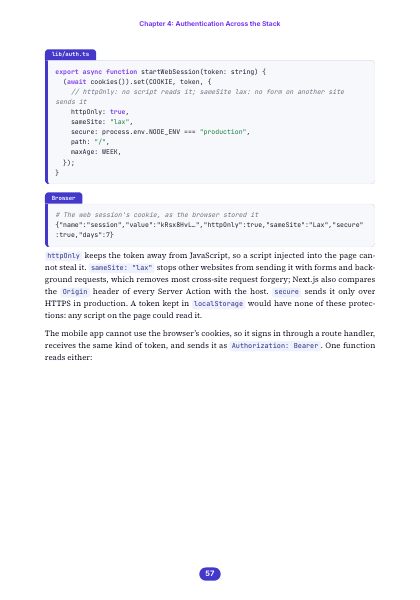 Chapter 4: Authentication Across the Stack
lib/auth.ts
export async function startWebSession(token: string) {
  (await cookies()).set(COOKIE, token, {
    // httpOnly: no script reads it; sameSite lax: no form on another site
sends it
    httpOnly: true,
    sameSite: "lax",
    secure: process.env.NODE_ENV === "production",
    path: "/",
    maxAge: WEEK,
  });
}
Browser
# The web session's cookie, as the browser stored it
{"name":"session","value":"kRsxBHvL…","httpOnly":true,"sameSite":"Lax","secure"
:true,"days":7}
httpOnly keeps the token away from JavaScript, so a script injected into the page can-
not steal it. sameSite: "lax" stops other websites from sending it with forms and back-
ground requests, which removes most cross-site request forgery; Next.js also compares
the Origin header of every Server Action with the host. secure sends it only over
HTTPS in production. A token kept in localStorage would have none of these protec-
tions: any script on the page could read it.
The mobile app cannot use the browser's cookies, so it signs in through a route handler,
receives the same kind of token, and sends it as Authorization: Bearer. One function
reads either:
57